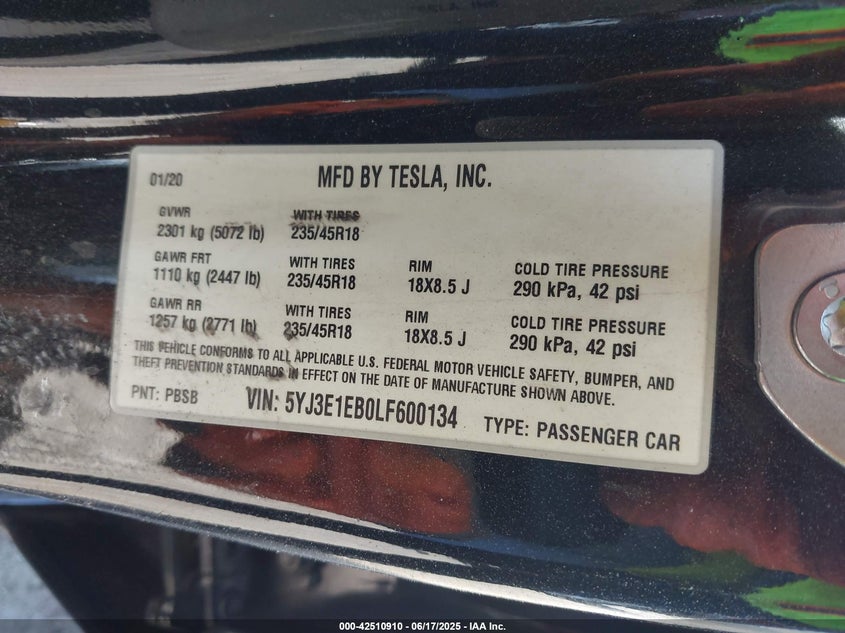 01/20 MFD BY TESLA, INC.
GVWR WITH TIRES
2301 kg (5072 lb) 235/45R18
GAWR FRT WITH TIRES RIM COLD TIRE PRESSURE
1110 kg (2447 lb) 235/45R18 18X8.5 J 290 kPa, 42 psi
GAWR RR WITH TIRES RIM COLD TIRE PRESSURE
1257 kg (2771 lb) 235/45R18 18X8.5 J 290 kPa, 42 psi
THIS VEHICLE CONFORMS TO ALL APPLICABLE U.S. FEDERAL MOTOR VEHICLE SAFETY, BUMPER, AND
THEFT PREVENTION STANDARDS IN EFFECT ON THE DATE OF MANUFACTURE SHOWN ABOVE.
PNT: PBSB VIN: 5YJ3E1EB0LF600134 TYPE: PASSENGER CAR
000-42510910 - 06/17/2025 - IAA Inc.